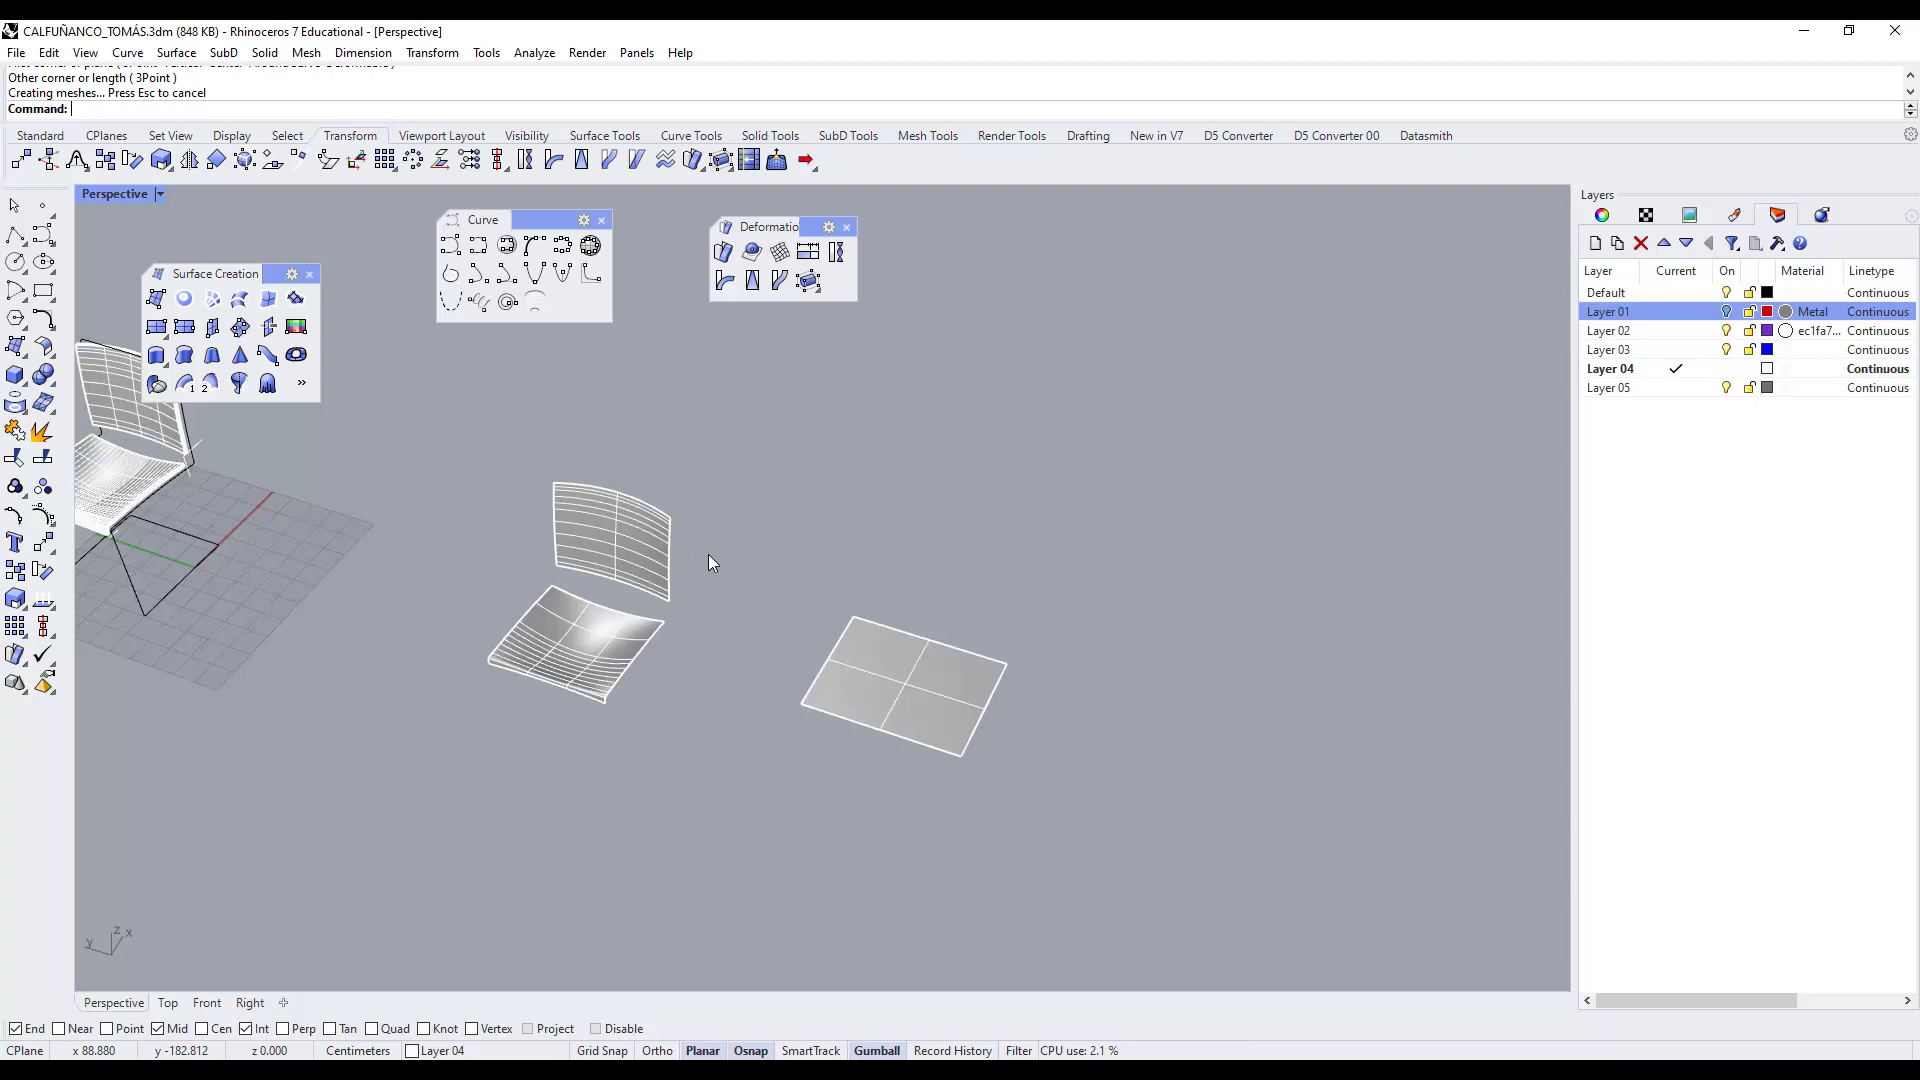 CALFUÑANCO_TOMÁS.3dm (848 KB) - Rhinoceros 7 Educational - [Perspective]
File Edit View Curve Surface SubD Solid Mesh Dimension Transform Tools Analyze Render Panels Help
Other corner or length ( 3Point )
Creating meshes... Press Esc to cancel
Command:
Standard CPlanes Set View Display Select Transform Viewport Layout Visibility Surface Tools Curve Tools Solid Tools SubD Tools Mesh Tools Render Tools Drafting New in V7 D5 Converter D5 Converter 00 Datasmith
Perspective
Layers
Curve
Deformatio
Surface Creation
Layer Current On Material Linetype
Default Continuous
Layer 01 Metal Continuous
Layer 02 ec1fa7... Continuous
Layer 03 Continuous
Layer 04 Continuous
Layer 05 Continuous
1 2 »
z x
y
Perspective Top Front Right
End Near Point Mid Cen Int Perp Tan Quad Knot Vertex Project Disable
CPlane x 88.880 y -182.812 z 0.000 Centimeters Layer 04 Grid Snap Ortho Planar Osnap SmartTrack Gumball Record History Filter CPU use: 2.1 %